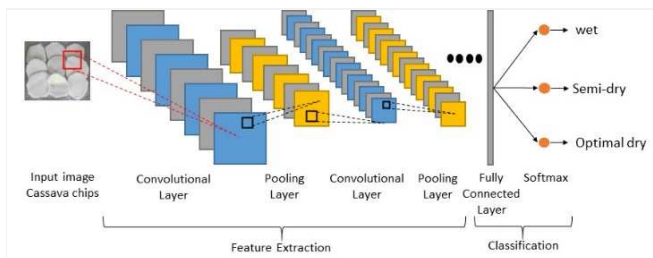 wet
Semi-dry
Optimal dry
Input image
Cassava chips
Convolutional
Layer
Pooling
Layer
Convolutional
Layer
Pooling
Layer
Fully
Connected
Layer
Softmax
Feature Extraction
Classification